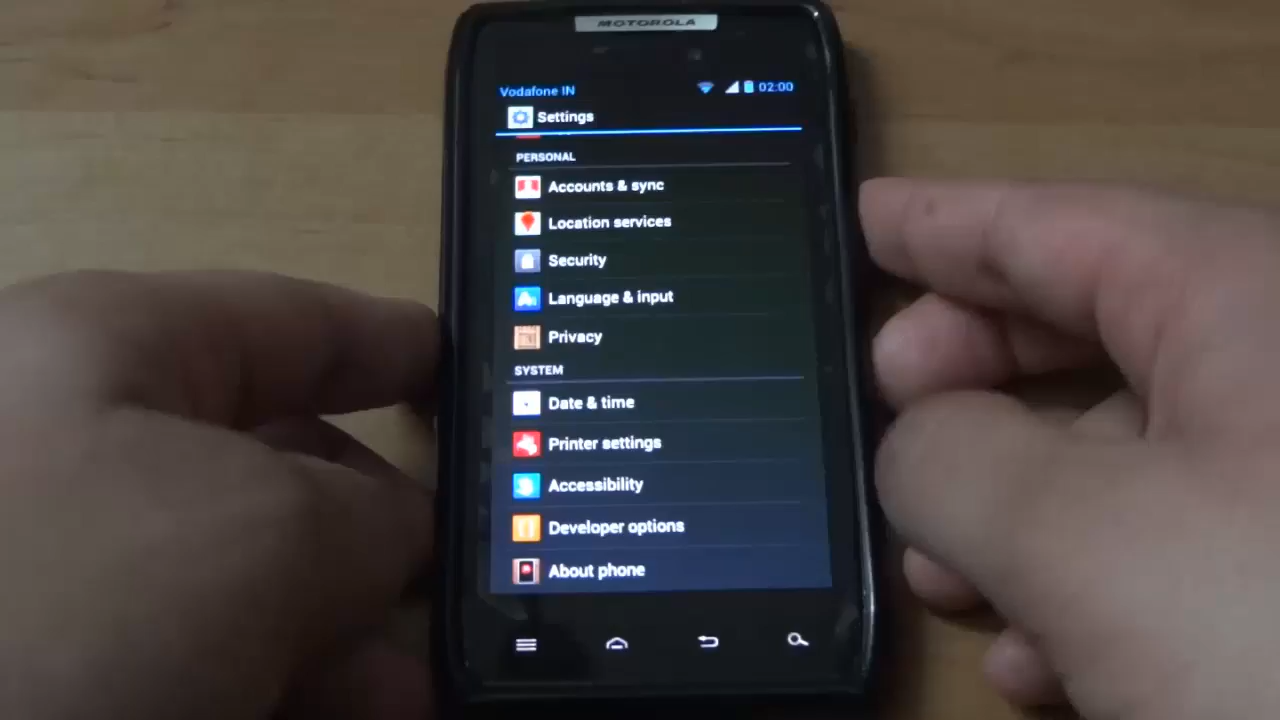 MOTOROLA
Vodafone IN 02:00
Settings
PERSONAL
Accounts & sync
Location services
Security
Language & input
Privacy
SYSTEM
Date & time
Printer settings
Accessibility
Developer options
About phone